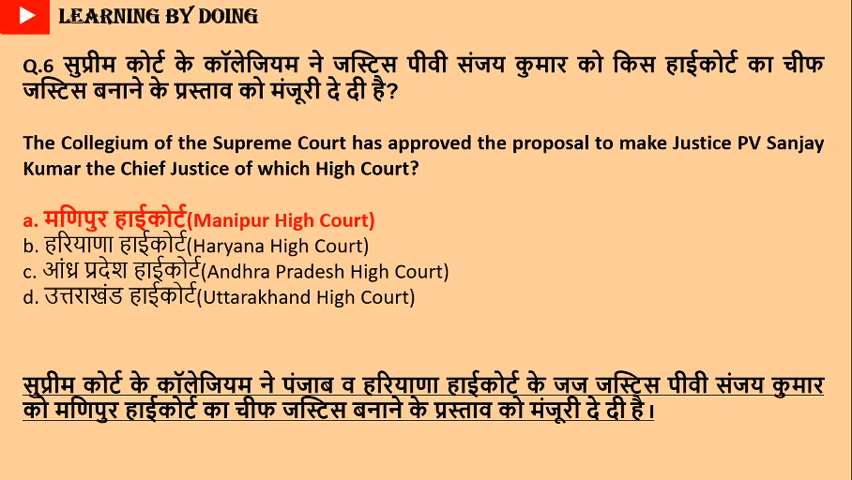 LEARNING BY DOING
Q.6 सुप्रीम कोर्ट के कॉलेजियम ने जस्टिस पीवी संजय कुमार को किस हाईकोर्ट का चीफ
जस्टिस बनाने के प्रस्ताव को मंजूरी दे दी है?
The Collegium of the Supreme Court has approved the proposal to make Justice PV Sanjay
Kumar the Chief Justice of which High Court?
a. मणिपुर हाईकोर्ट(Manipur High Court)
b. हरियाणा हाईकोर्ट(Haryana High Court)
c. आंध्र प्रदेश हाईकोर्ट(Andhra Pradesh High Court)
d. उत्तराखंड हाईकोर्ट(Uttarakhand High Court)
सुप्रीम कोर्ट के कॉलेजियम ने पंजाब व हरियाणा हाईकोर्ट के जज जस्टिस पीवी संजय कुमार
को मणिपुर हाईकोर्ट का चीफ जस्टिस बनाने के प्रस्ताव को मंजूरी दे दी है।